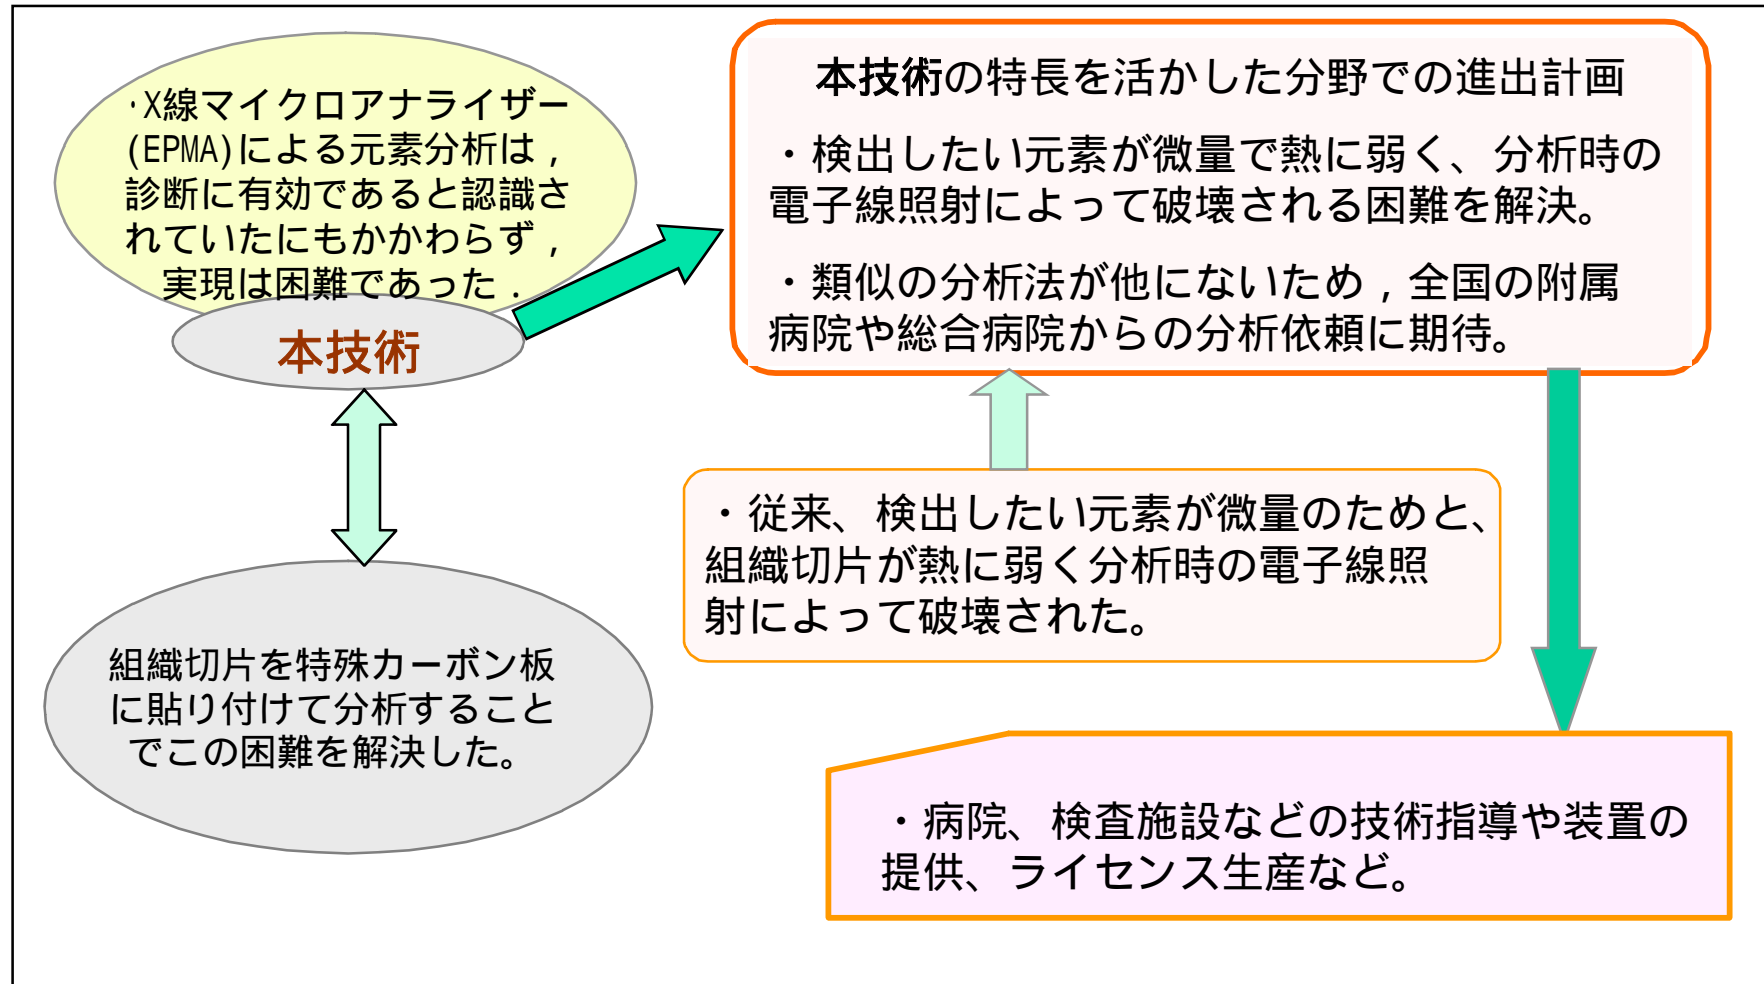 ・X線マイクロアナライザー
(EPMA)による元素分析は，
診断に有効であると認識さ
れていたにもかかわらず，
実現は困難であった．
本技術
組織切片を特殊カーボン板
に貼り付けて分析すること
でこの困難を解決した。
本技術の特長を活かした分野での進出計画
・検出したい元素が微量で熱に弱く、分析時の
電子線照射によって破壊される困難を解決。
・類似の分析法が他にないため，全国の附属
病院や総合病院からの分析依頼に期待。
・従来、検出したい元素が微量のためと、
組織切片が熱に弱く分析時の電子線照
射によって破壊された。
・病院、検査施設などの技術指導や装置の
提供、ライセンス生産など。